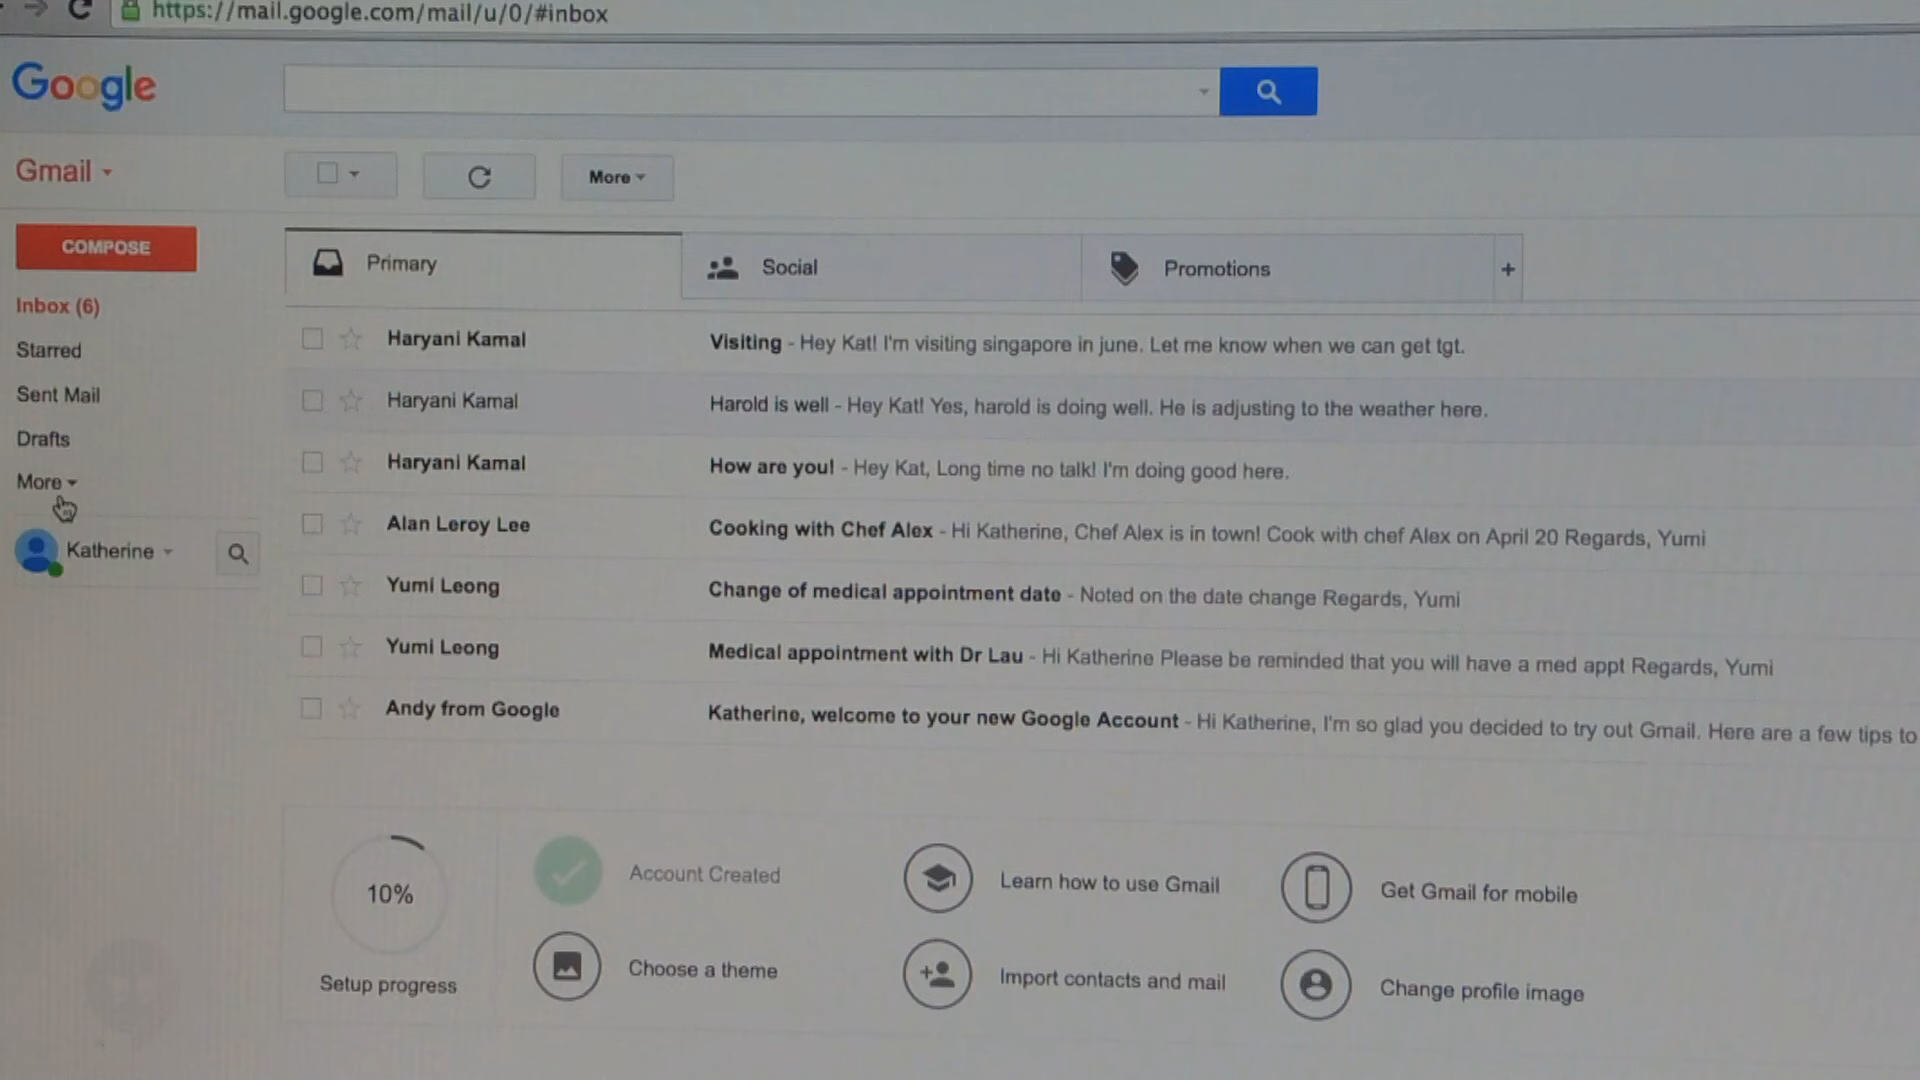 https://mail.google.com/mail/u/0/#inbox
Google
Gmail
More
COMPOSE
Primary
Social
Promotions
+
Inbox (6)
Starred
Sent Mail
Drafts
More
Katherine
Haryani Kamal Visiting - Hey Kat! I'm visiting singapore in june. Let me know when we can get tgt.
Haryani Kamal Harold is well - Hey Kat! Yes, harold is doing well. He is adjusting to the weather here.
Haryani Kamal How are you! - Hey Kat, Long time no talk! I'm doing good here.
Alan Leroy Lee Cooking with Chef Alex - Hi Katherine, Chef Alex is in town! Cook with chef Alex on April 20 Regards, Yumi
Yumi Leong Change of medical appointment date - Noted on the date change Regards, Yumi
Yumi Leong Medical appointment with Dr Lau - Hi Katherine Please be reminded that you will have a med appt Regards, Yumi
Andy from Google Katherine, welcome to your new Google Account - Hi Katherine, I'm so glad you decided to try out Gmail. Here are a few tips to
10%
Setup progress
Account Created
Learn how to use Gmail
Get Gmail for mobile
Choose a theme
Import contacts and mail
Change profile image